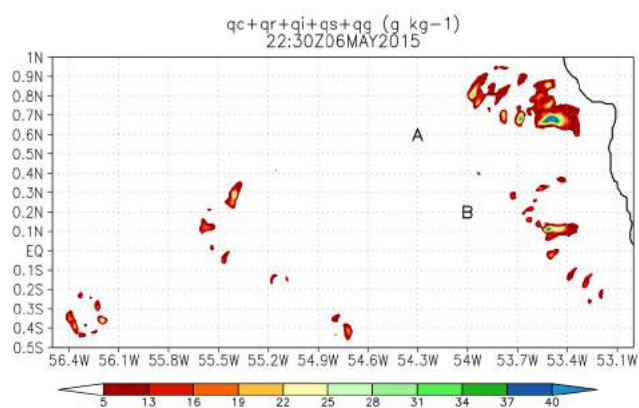 qc+qr+qi+qs+qg (g kg−1)
22:30Z06MAY2015
1N
0.9N
0.8N
0.7N
0.6N
0.5N
0.4N
0.3N
0.2N
0.1N
EQ
0.1S
0.2S
0.3S
0.4S
0.5S
A
B
56.4W 56.1W 55.8W 55.5W 55.2W 54.9W 54.6W 54.3W 54W 53.7W 53.4W 53.1W
5 13 16 19 22 25 28 31 34 37 40